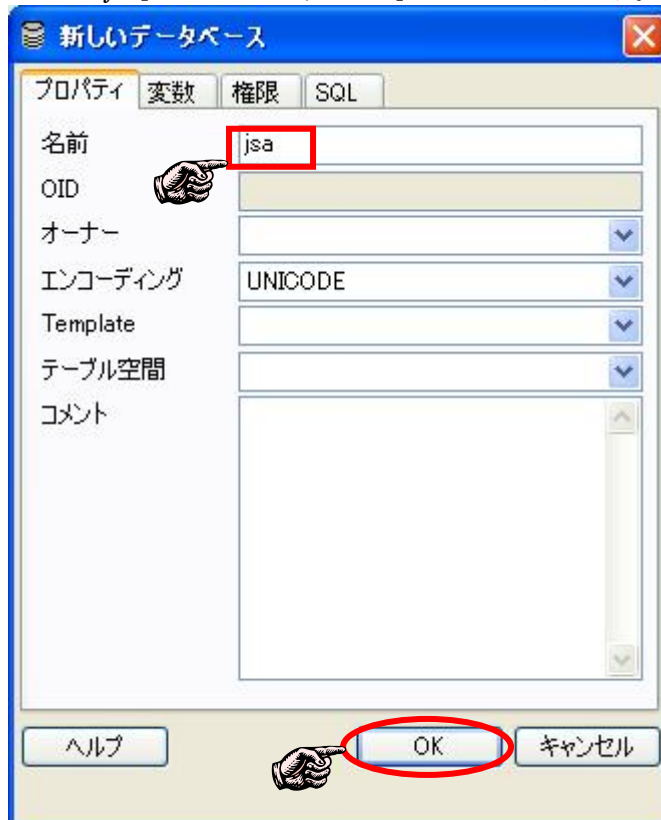 新しいデータベース
プロパティ 変数 権限 SQL
名前 jsa
OID
オーナー
エンコーディング UNICODE
Template
テーブル空間
コメント
ヘルプ OK キャンセル